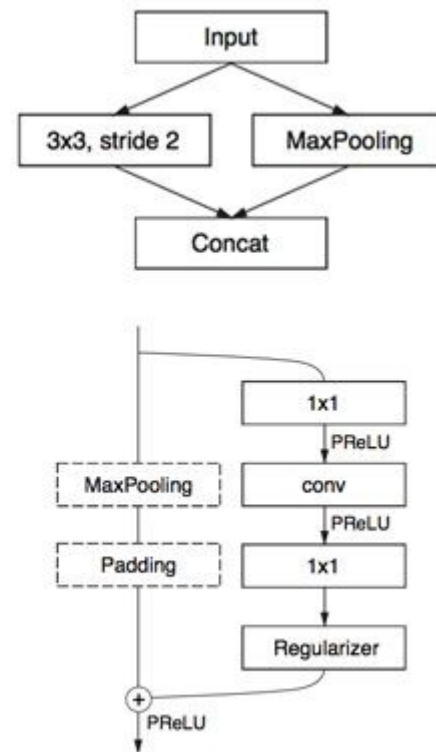 Input
3x3, stride 2
MaxPooling
Concat
1x1
PReLU
MaxPooling
conv
PReLU
Padding
1x1
Regularizer
+
PReLU